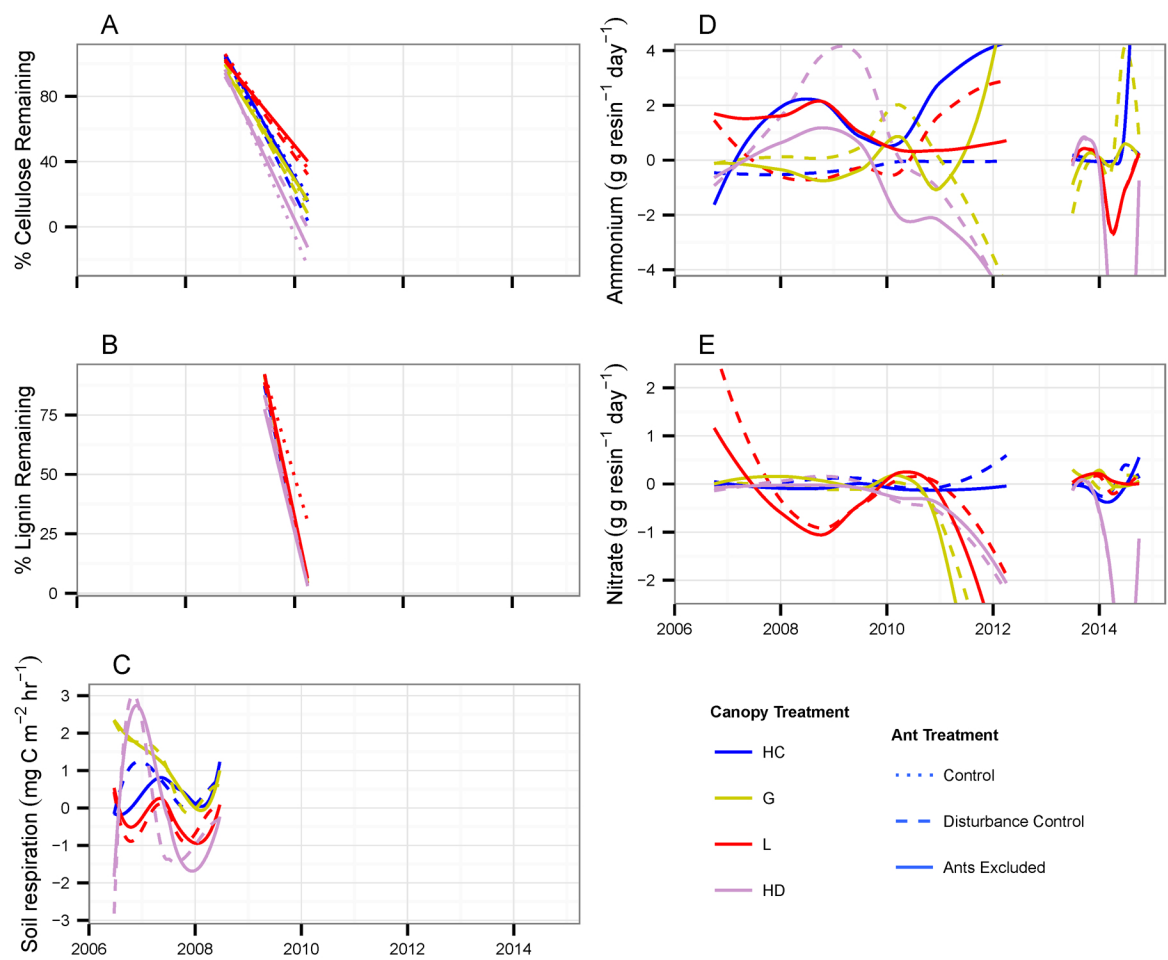 A
% Cellulose Remaining
80
40
0
B
% Lignin Remaining
75
50
25
0
C
Soil respiration (mg C m−2 hr−1)
3
2
1
0
−1
−2
−3
2006 2008 2010 2012 2014
D
Ammonium (g g resin−1 day−1)
4
2
0
−2
−4
E
Nitrate (g g resin−1 day−1)
2
1
0
−1
−2
2006 2008 2010 2012 2014
Canopy Treatment
HC
G
L
HD
Ant Treatment
Control
Disturbance Control
Ants Excluded